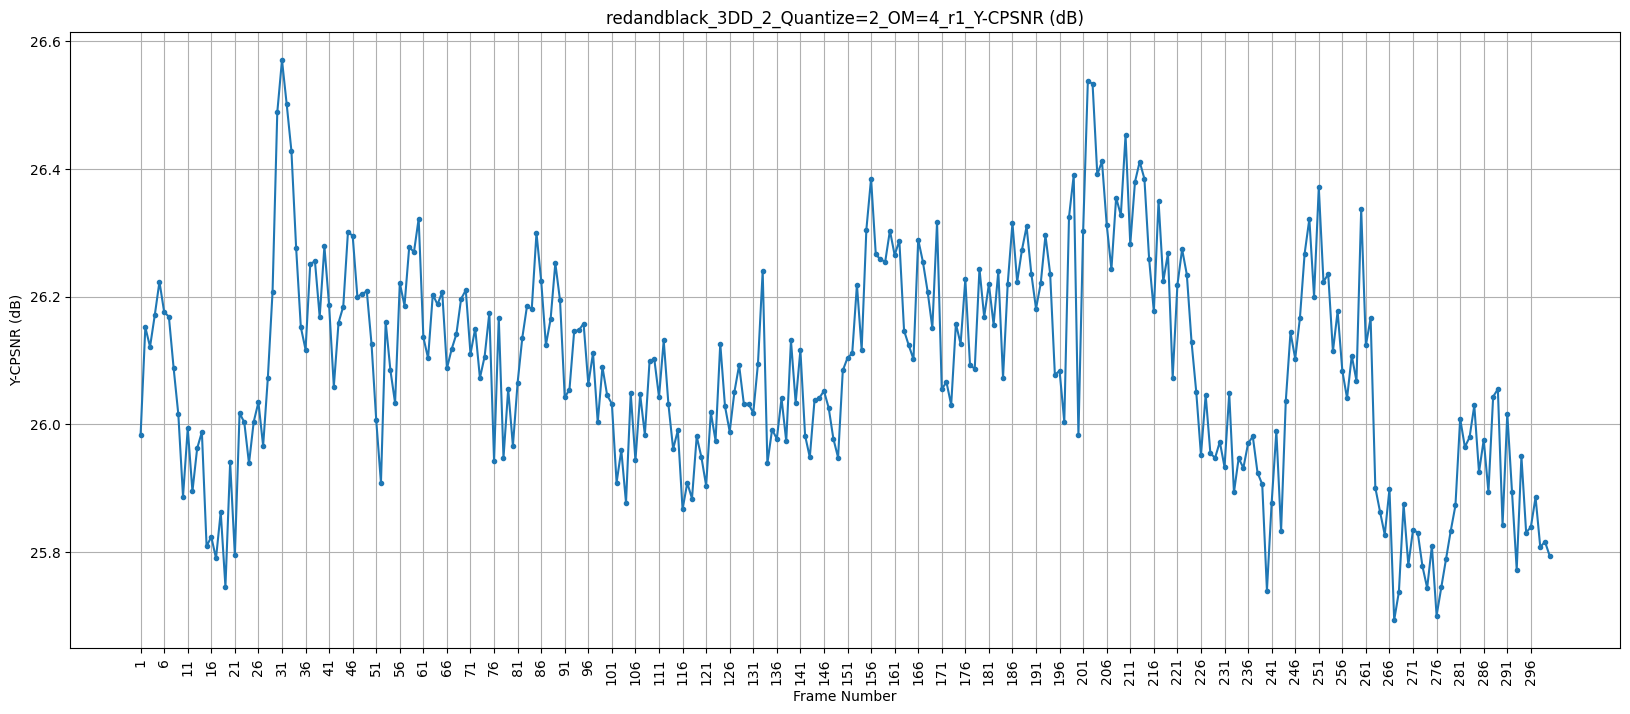 redandblack_3DD_2_Quantize=2_OM=4_r1_Y-CPSNR (dB)
Y-CPSNR (dB)
26.6
26.4
26.2
26.0
25.8
1 6 11 16 21 26 31 36 41 46 51 56 61 66 71 76 81 86 91 96 101 106 111 116 121 126 131 136 141 146 151 156 161 166 171 176 181 186 191 196 201 206 211 216 221 226 231 236 241 246 251 256 261 266 271 276 281 286 291 296
Frame Number